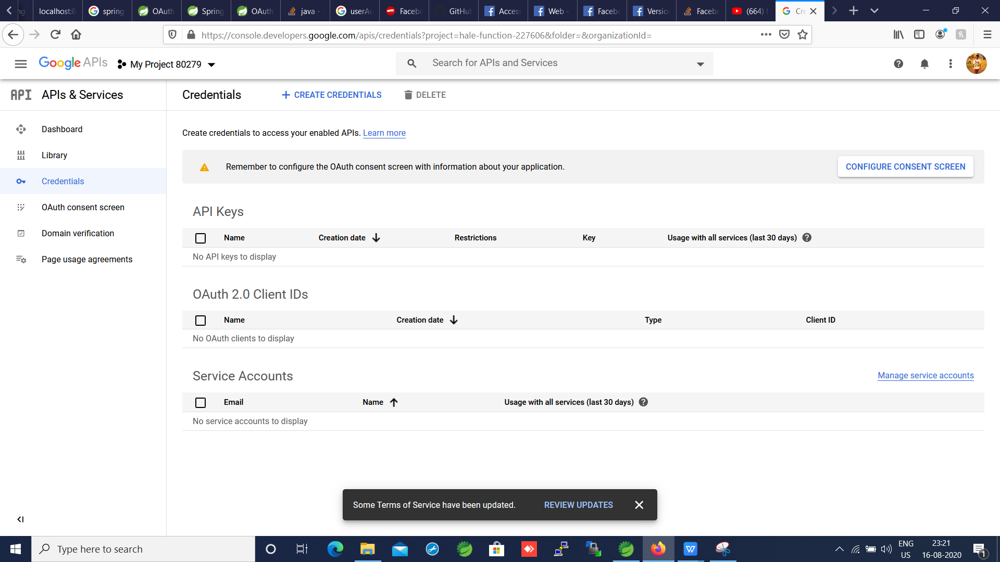 localhost:8
spring
OAuth
Spring
OAuth
java -
userAu
Facebo
GitHub
Access
Web -
Facebo
Versio
Facebo
(664)
Cre
https://console.developers.google.com/apis/credentials?project=hale-function-227606&folder=&organizationId=
Google APIs
My Project 80279
Search for APIs and Services
API APIs & Services
Credentials
CREATE CREDENTIALS
DELETE
Dashboard
Library
Credentials
OAuth consent screen
Domain verification
Page usage agreements
Create credentials to access your enabled APIs. Learn more
Remember to configure the OAuth consent screen with information about your application.
CONFIGURE CONSENT SCREEN
API Keys
Name Creation date Restrictions Key Usage with all services (last 30 days)
No API keys to display
OAuth 2.0 Client IDs
Name Creation date Type Client ID
No OAuth clients to display
Service Accounts
Manage service accounts
Email Name Usage with all services (last 30 days)
No service accounts to display
Some Terms of Service have been updated. REVIEW UPDATES
Type here to search
ENG
US
23:21
16-08-2020
1